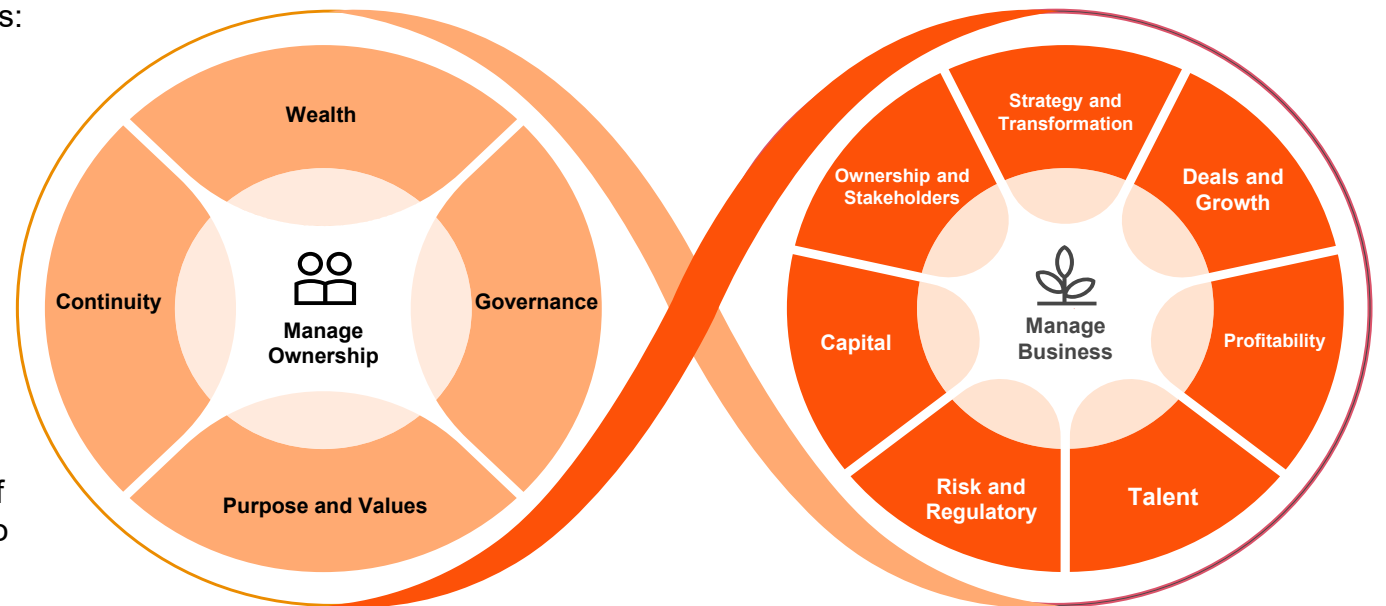 s:
Wealth
Continuity
Governance
Manage
Ownership
Purpose and Values
f
o
Strategy and
Transformation
Ownership and
Stakeholders
Deals and
Growth
Capital
Manage
Business
Profitability
Risk and
Regulatory
Talent